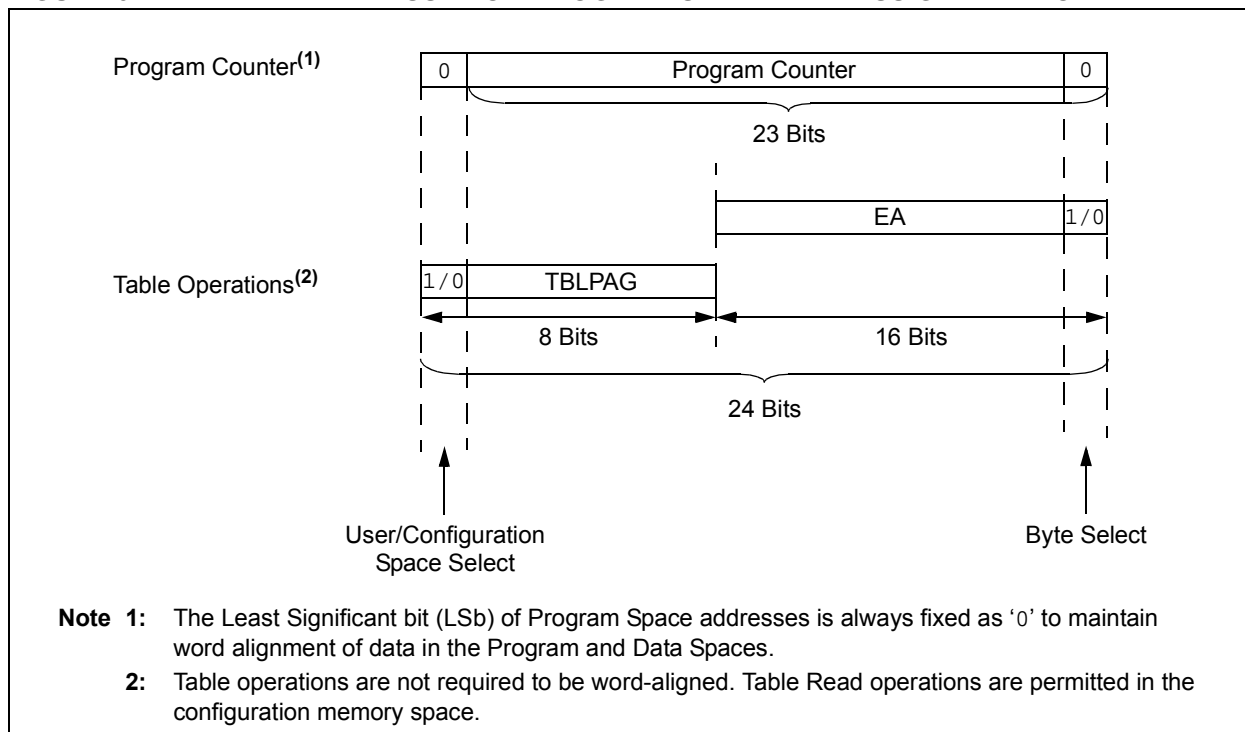 Program Counter(1)
0 Program Counter 0
23 Bits
EA 1/0
Table Operations(2)
1/0 TBLPAG
8 Bits 16 Bits
24 Bits
User/Configuration
Space Select
Byte Select
Note 1: The Least Significant bit (LSb) of Program Space addresses is always fixed as ‘0’ to maintain
word alignment of data in the Program and Data Spaces.
2: Table operations are not required to be word-aligned. Table Read operations are permitted in the
configuration memory space.